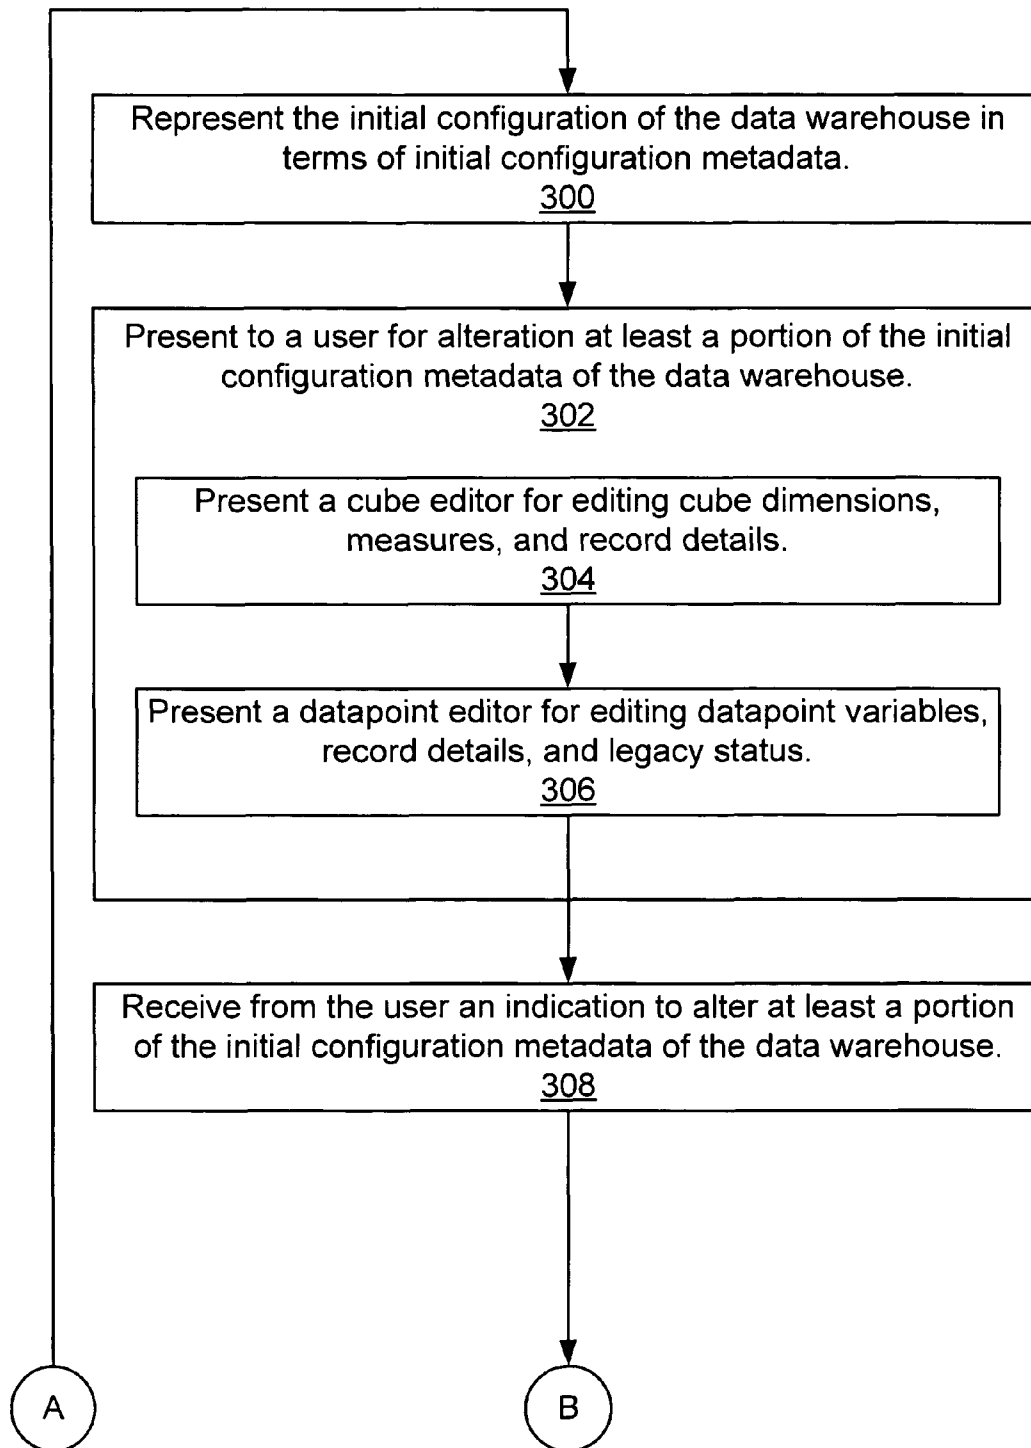 Represent the initial configuration of the data warehouse in
terms of initial configuration metadata.
300
Present to a user for alteration at least a portion of the initial
configuration metadata of the data warehouse.
302
Present a cube editor for editing cube dimensions,
measures, and record details.
304
Present a datapoint editor for editing datapoint variables,
record details, and legacy status.
306
Receive from the user an indication to alter at least a portion
of the initial configuration metadata of the data warehouse.
308
A
B